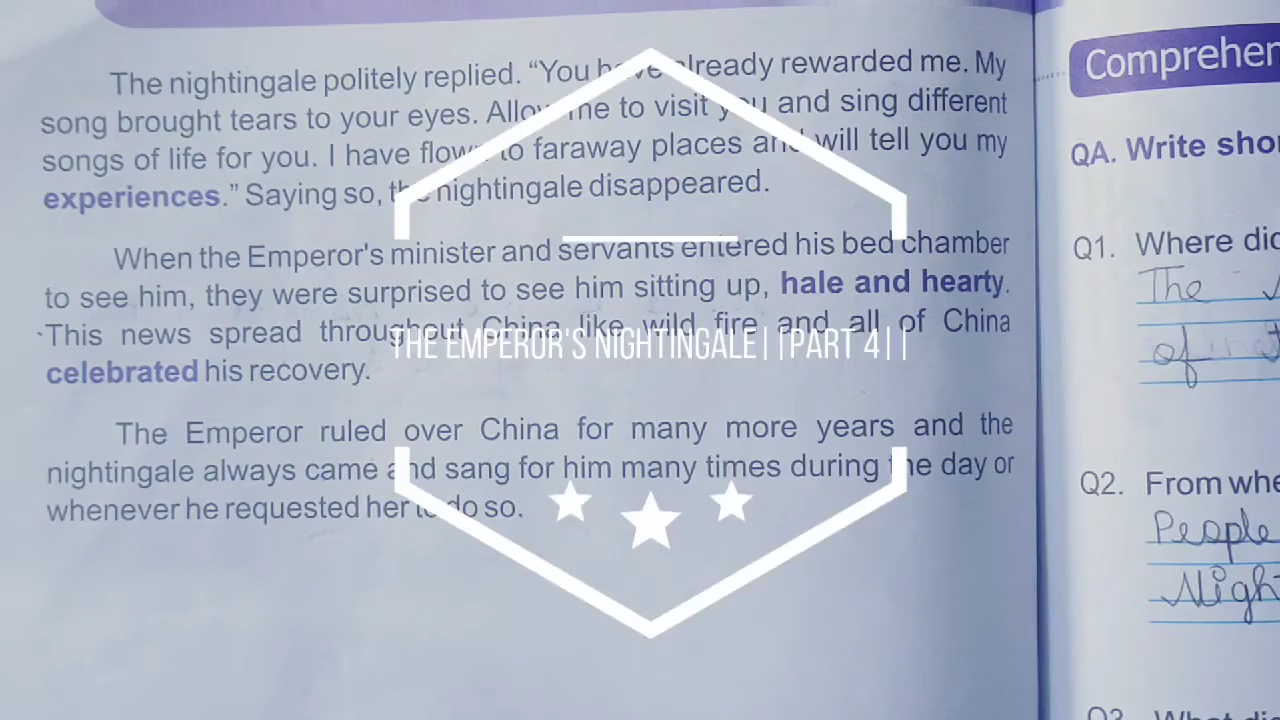 The nightingale politely replied. “You have already rewarded me. My
song brought tears to your eyes. Allow me to visit you and sing different
songs of life for you. I have flown to faraway places and will tell you my
experiences.” Saying so, the nightingale disappeared.
When the Emperor's minister and servants entered his bed chamber
to see him, they were surprised to see him sitting up, hale and hearty.
This news spread throughout China like wild fire and all of China
celebrated his recovery.
The Emperor ruled over China for many more years and the
nightingale always came and sang for him many times during the day or
whenever he requested her to do so.
THE EMPEROR'S NIGHTINGALE||PART 4||
Comprehen
QA. Write shor
Q1. Where did
The
of
Q2. From whe
People
Nigh
Q3. What di